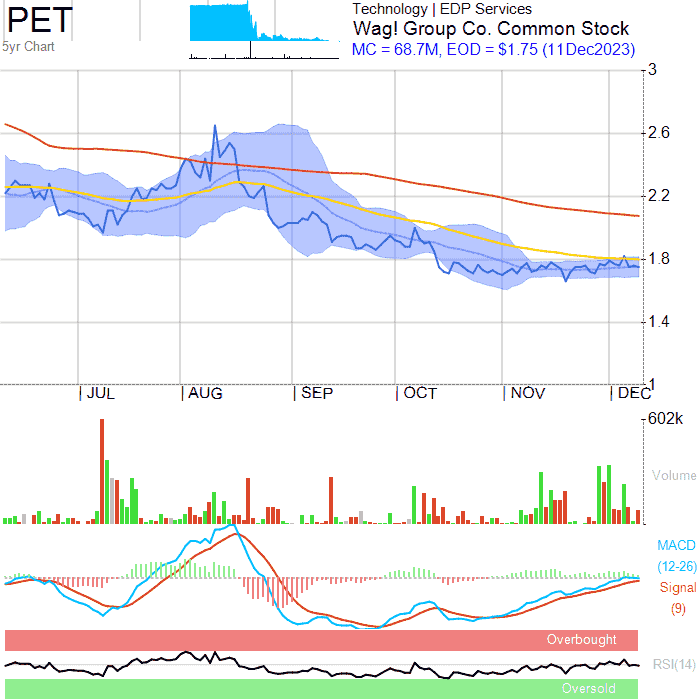 PET
5yr Chart
Technology | EDP Services
Wag! Group Co. Common Stock
MC = 68.7M, EOD = $1.75 (11Dec2023)
3
2.6
2.2
1.8
1.4
1
JUL AUG SEP OCT NOV DEC
602k
Volume
MACD
(12-26)
Signal
(9)
Overbought
RSI(14)
Oversold